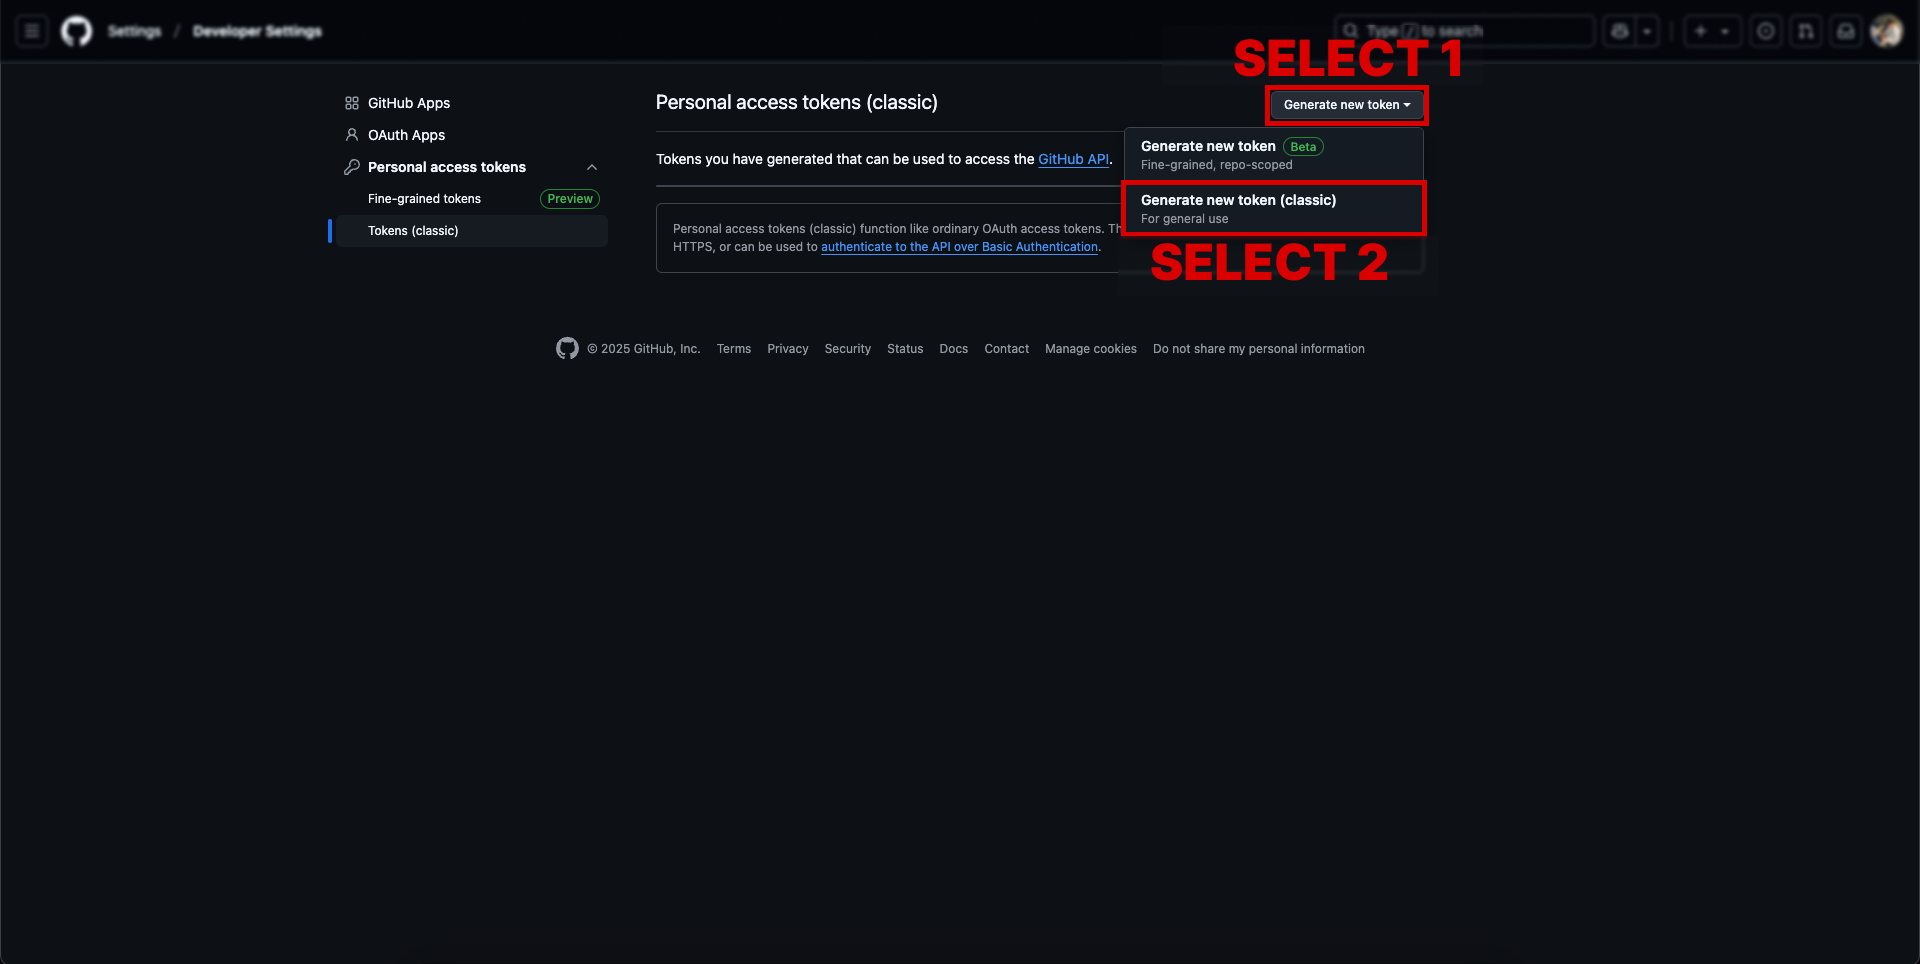 Settings / Developer Settings
Type / to search
SELECT 1
GitHub Apps
OAuth Apps
Personal access tokens
Fine-grained tokens Preview
Tokens (classic)
Personal access tokens (classic)
Generate new token
Tokens you have generated that can be used to access the GitHub API.
Generate new token Beta
Fine-grained, repo-scoped
Generate new token (classic)
For general use
SELECT 2
Personal access tokens (classic) function like ordinary OAuth access tokens.
HTTPS, or can be used to authenticate to the API over Basic Authentication.
© 2025 GitHub, Inc. Terms Privacy Security Status Docs Contact Manage cookies Do not share my personal information